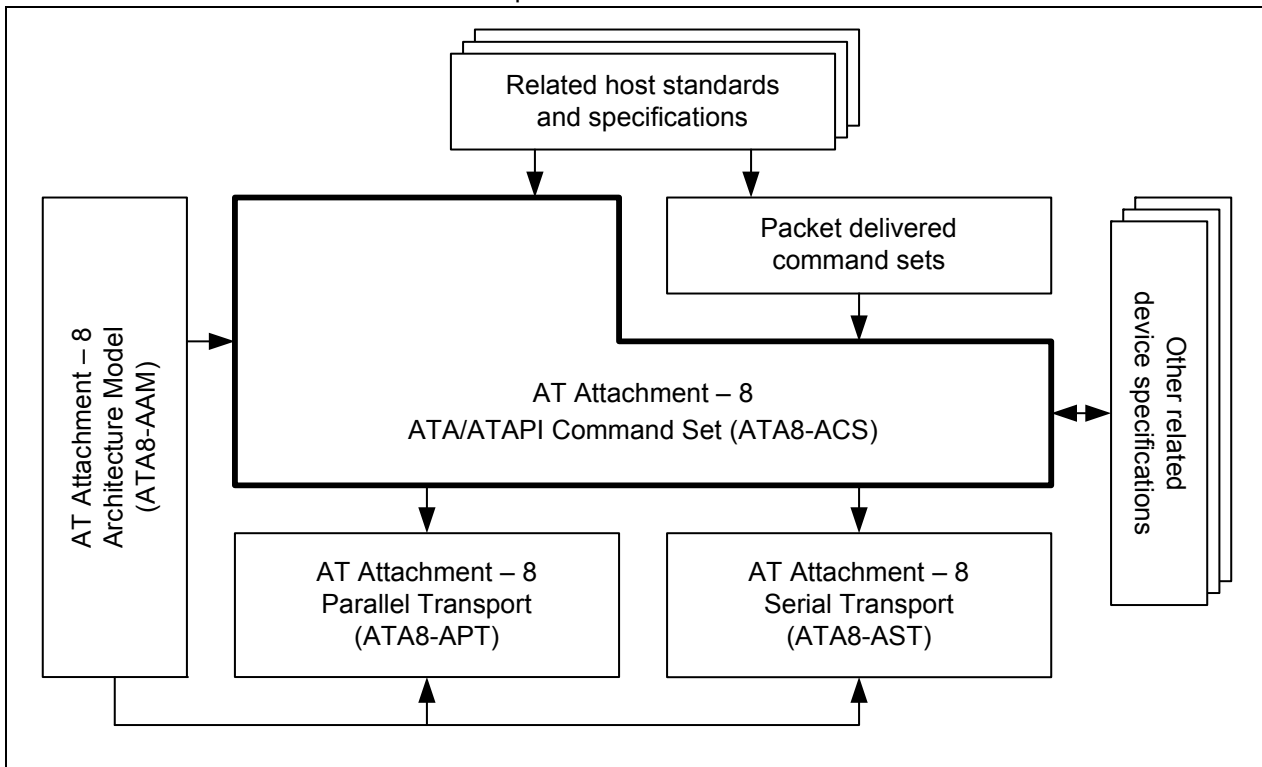 Related host standards
and specifications
Packet delivered
command sets
AT Attachment – 8
Architecture Model
(ATA8-AAM)
AT Attachment – 8
ATA/ATAPI Command Set (ATA8-ACS)
Other related
device specifications
AT Attachment – 8
Parallel Transport
(ATA8-APT)
AT Attachment – 8
Serial Transport
(ATA8-AST)